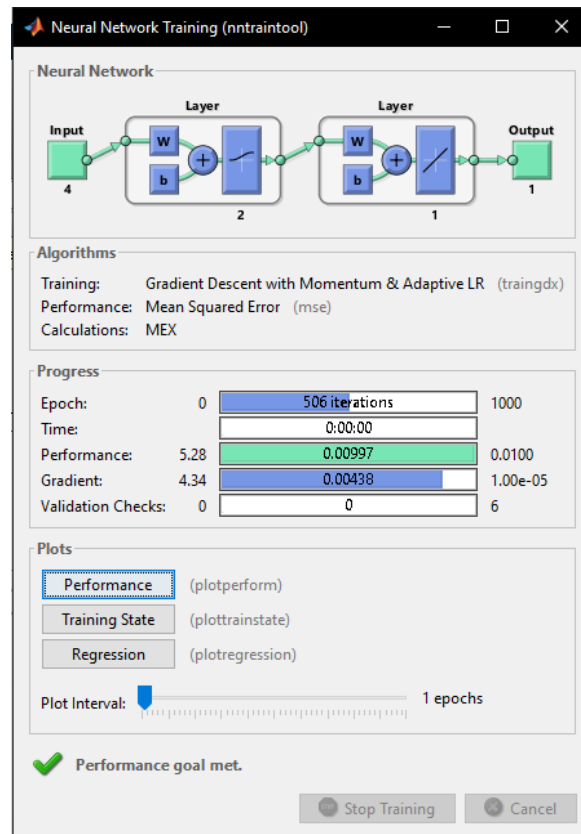 Neural Network Training (nntraintool)
Neural Network
Layer Layer
Input W W Output
b b
4 2 1 1
Algorithms
Training: Gradient Descent with Momentum & Adaptive LR (traingdx)
Performance: Mean Squared Error (mse)
Calculations: MEX
Progress
Epoch: 0 506 iterations 1000
Time: 0:00:00
Performance: 5.28 0.00997 0.0100
Gradient: 4.34 0.00438 1.00e-05
Validation Checks: 0 0 6
Plots
Performance (plotperform)
Training State (plottrainstate)
Regression (plotregression)
Plot Interval: 1 epochs
Performance goal met.
Stop Training Cancel